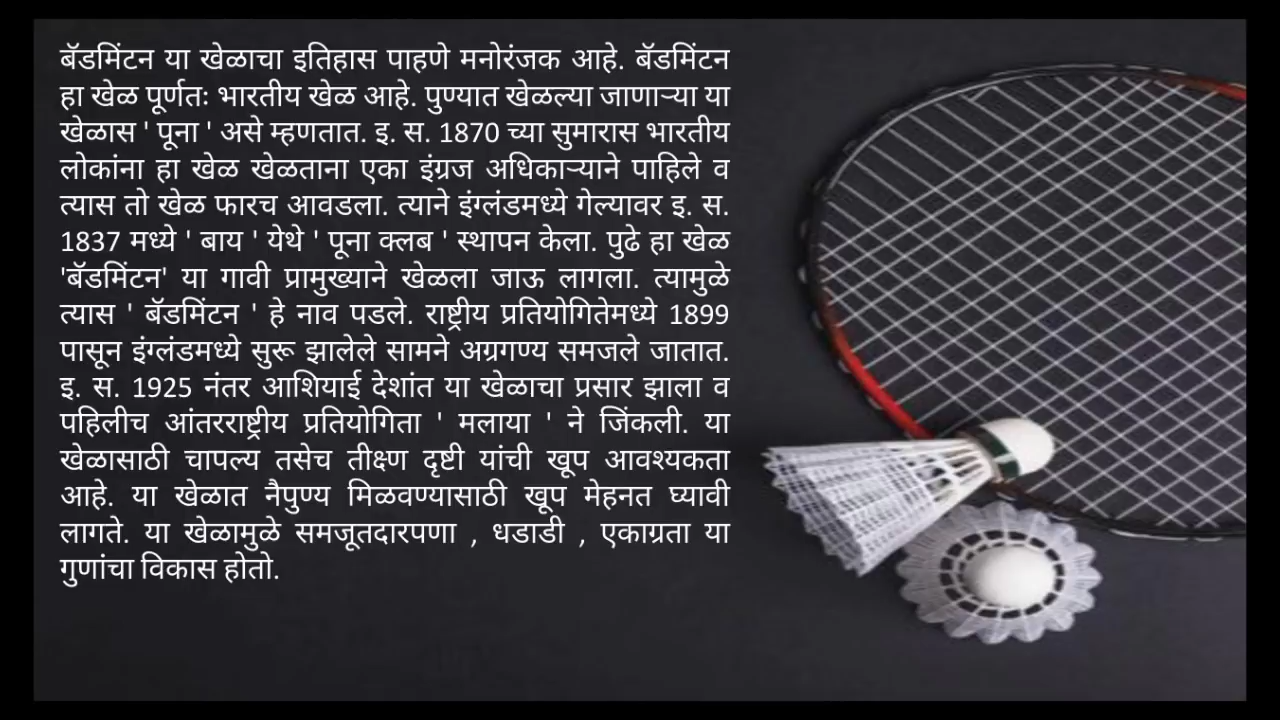 बॅडमिंटन या खेळाचा इतिहास पाहणे मनोरंजक आहे. बॅडमिंटन
हा खेळ पूर्णतः भारतीय खेळ आहे. पुण्यात खेळल्या जाणाऱ्या या
खेळास ' पूना ' असे म्हणतात. इ. स. 1870 च्या सुमारास भारतीय
लोकांना हा खेळ खेळताना एका इंग्रज अधिकाऱ्याने पाहिले व
त्यास तो खेळ फारच आवडला. त्याने इंग्लंडमध्ये गेल्यावर इ. स.
1837 मध्ये ' बाय ' येथे ' पूना क्लब ' स्थापन केला. पुढे हा खेळ
'बॅडमिंटन' या गावी प्रामुख्याने खेळला जाऊ लागला. त्यामुळे
त्यास ' बॅडमिंटन ' हे नाव पडले. राष्ट्रीय प्रतियोगितेमध्ये 1899
पासून इंग्लंडमध्ये सुरू झालेले सामने अग्रगण्य समजले जातात.
इ. स. 1925 नंतर आशियाई देशांत या खेळाचा प्रसार झाला व
पहिलीच आंतरराष्ट्रीय प्रतियोगिता ' मलाया ' ने जिंकली. या
खेळासाठी चापल्य तसेच तीक्ष्ण दृष्टी यांची खूप आवश्यकता
आहे. या खेळात नैपुण्य मिळवण्यासाठी खूप मेहनत घ्यावी
लागते. या खेळामुळे समजूतदारपणा , धडाडी , एकाग्रता या
गुणांचा विकास होतो.